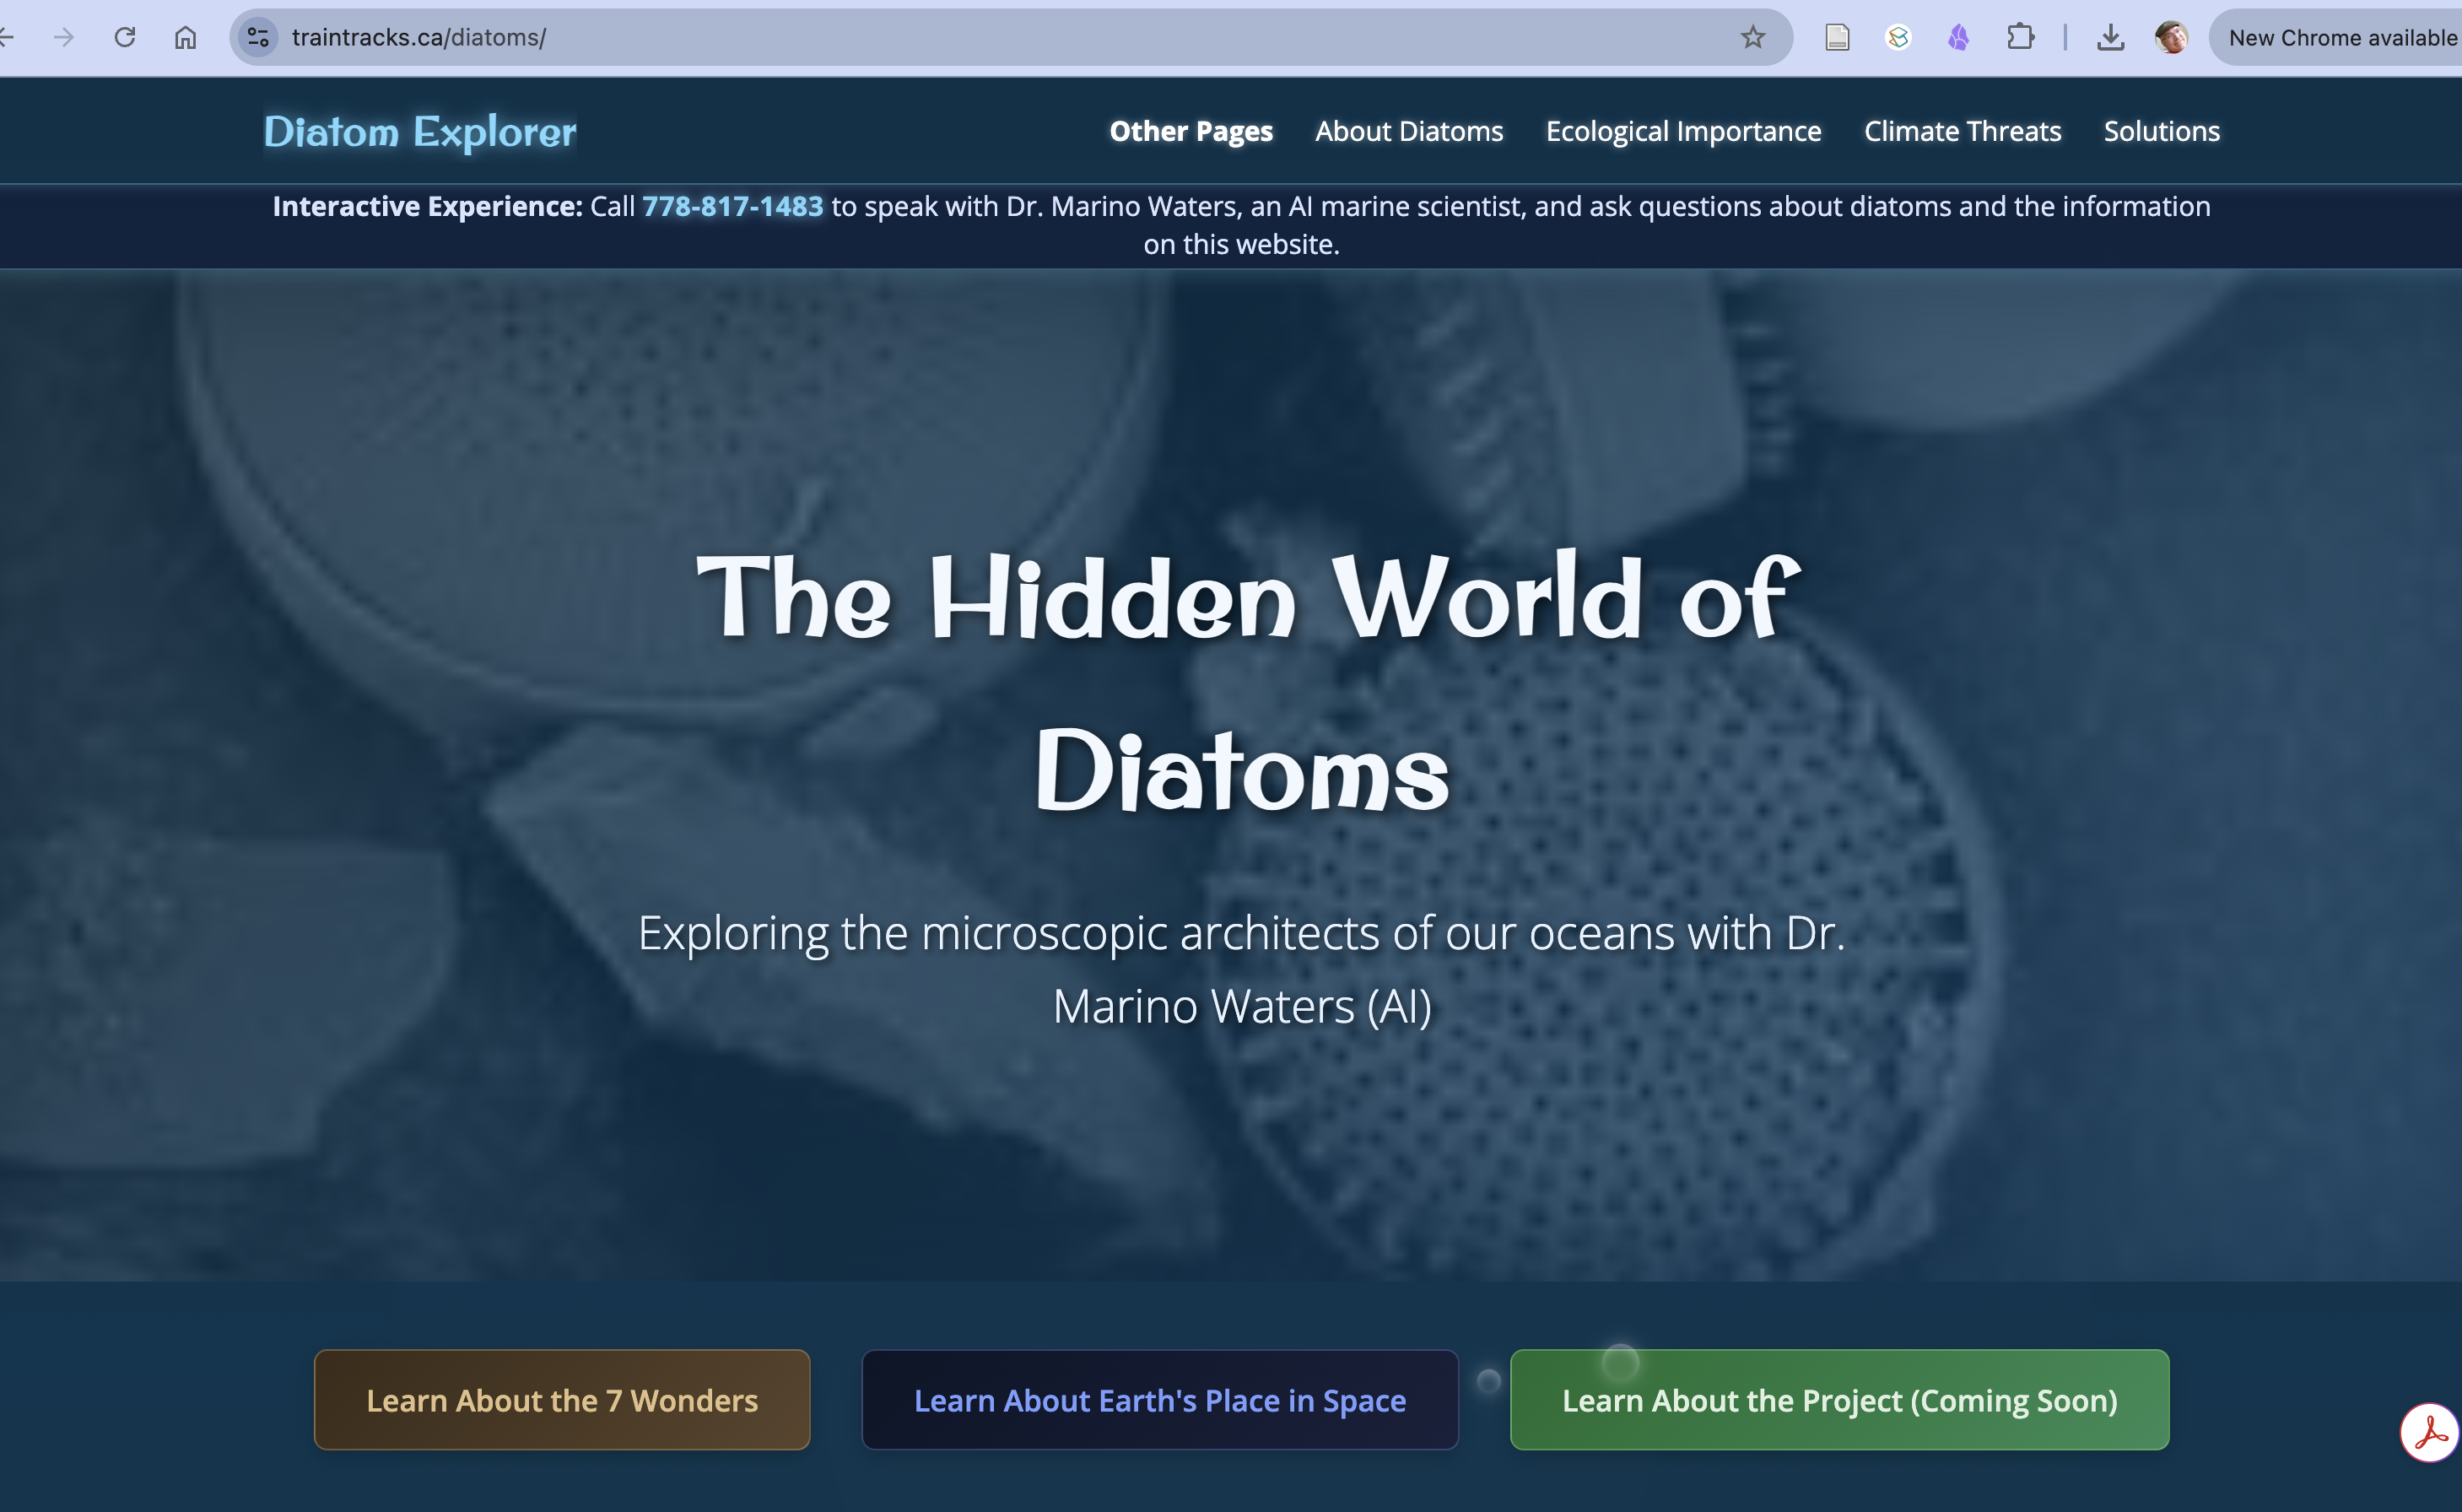 traintracks.ca/diatoms/
New Chrome available
Diatom Explorer
Other Pages
About Diatoms
Ecological Importance
Climate Threats
Solutions
Interactive Experience: Call 778-817-1483 to speak with Dr. Marino Waters, an AI marine scientist, and ask questions about diatoms and the information
on this website.
The Hidden World of
Diatoms
Exploring the microscopic architects of our oceans with Dr.
Marino Waters (AI)
Learn About the 7 Wonders
Learn About Earth's Place in Space
Learn About the Project (Coming Soon)